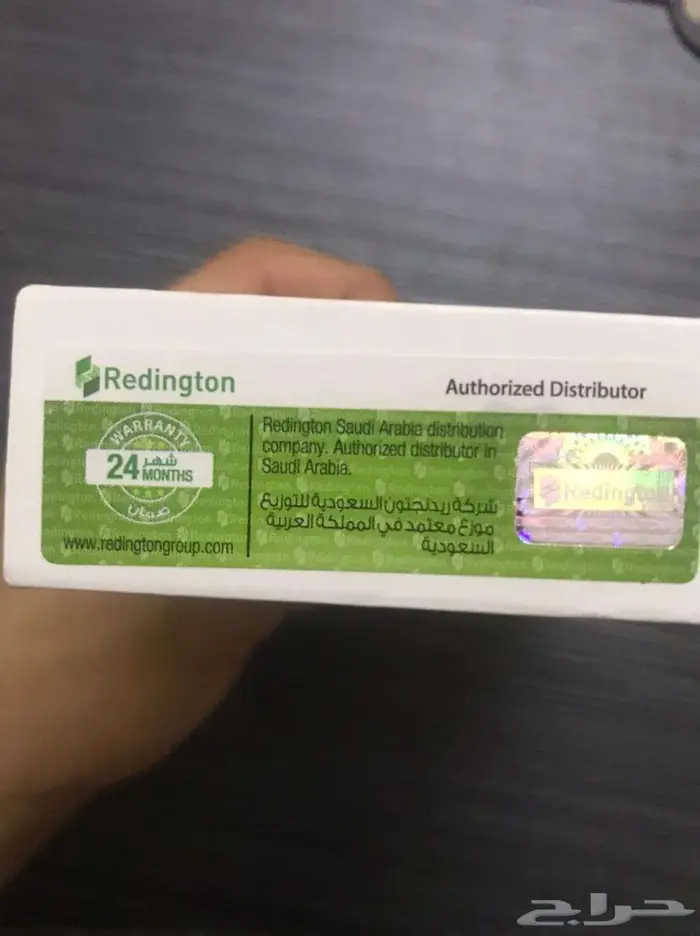 Redington
Authorized Distributor
WARRANTY
24 شهر
MONTHS
ضمان
www.redingtongroup.com
Redington Saudi Arabia distribution
company. Authorized distributor in
Saudi Arabia.
شركة ريدنجتون السعودية للتوزيع
موزع معتمد في المملكة العربية
السعودية
Redington
حراج